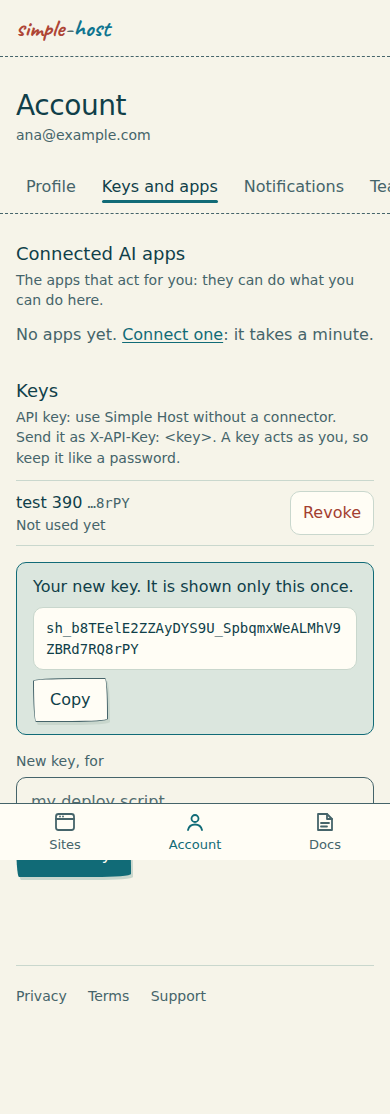 simple-host
Account
ana@example.com
Profile Keys and apps Notifications Tea
Connected AI apps
The apps that act for you: they can do what you
can do here.
No apps yet. Connect one: it takes a minute.
Keys
API key: use Simple Host without a connector.
Send it as X-API-Key: <key>. A key acts as you, so
keep it like a password.
test 390 …8rPY
Not used yet
Revoke
Your new key. It is shown only this once.
sh_b8TEelE2ZZAyDYS9U_SpbqmxWeALMhV9
ZBRd7RQ8rPY
Copy
New key, for
my deploy script
Sites Account Docs
Privacy Terms Support